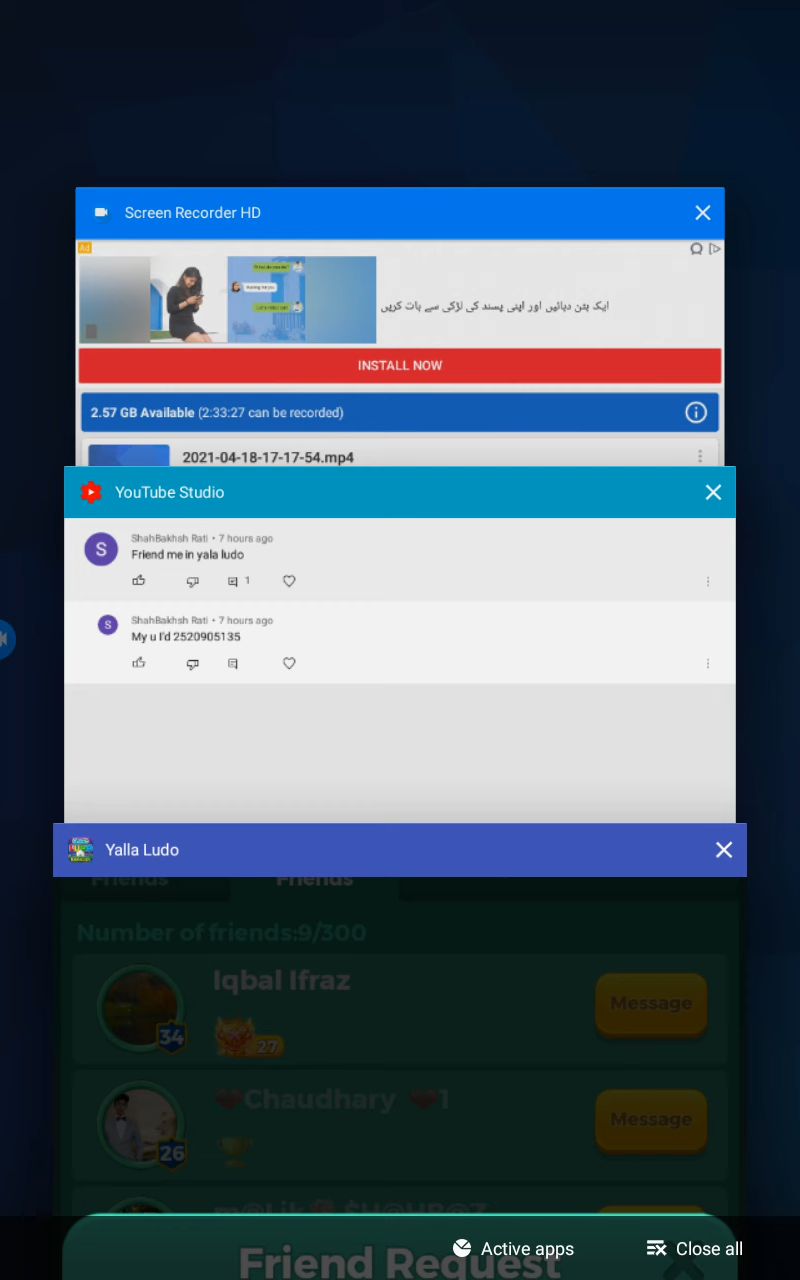 Screen Recorder HD
Ad
ایک بٹن دبائیں اور اپنی پسند کی لڑکی سے بات کریں
INSTALL NOW
2.57 GB Available (2:33:27 can be recorded)
2021-04-18-17-17-54.mp4
YouTube Studio
S
ShahBakhsh Rati • 7 hours ago
Friend me in yala ludo
1
S
ShahBakhsh Rati • 7 hours ago
My u I'd 2520905135
Yalla Ludo
Friends Friends
Number of friends:9/300
Iqbal Ifraz
Message
34
27
❤Chaudhary ❤1
Message
26
Friend Request
Active apps
Close all